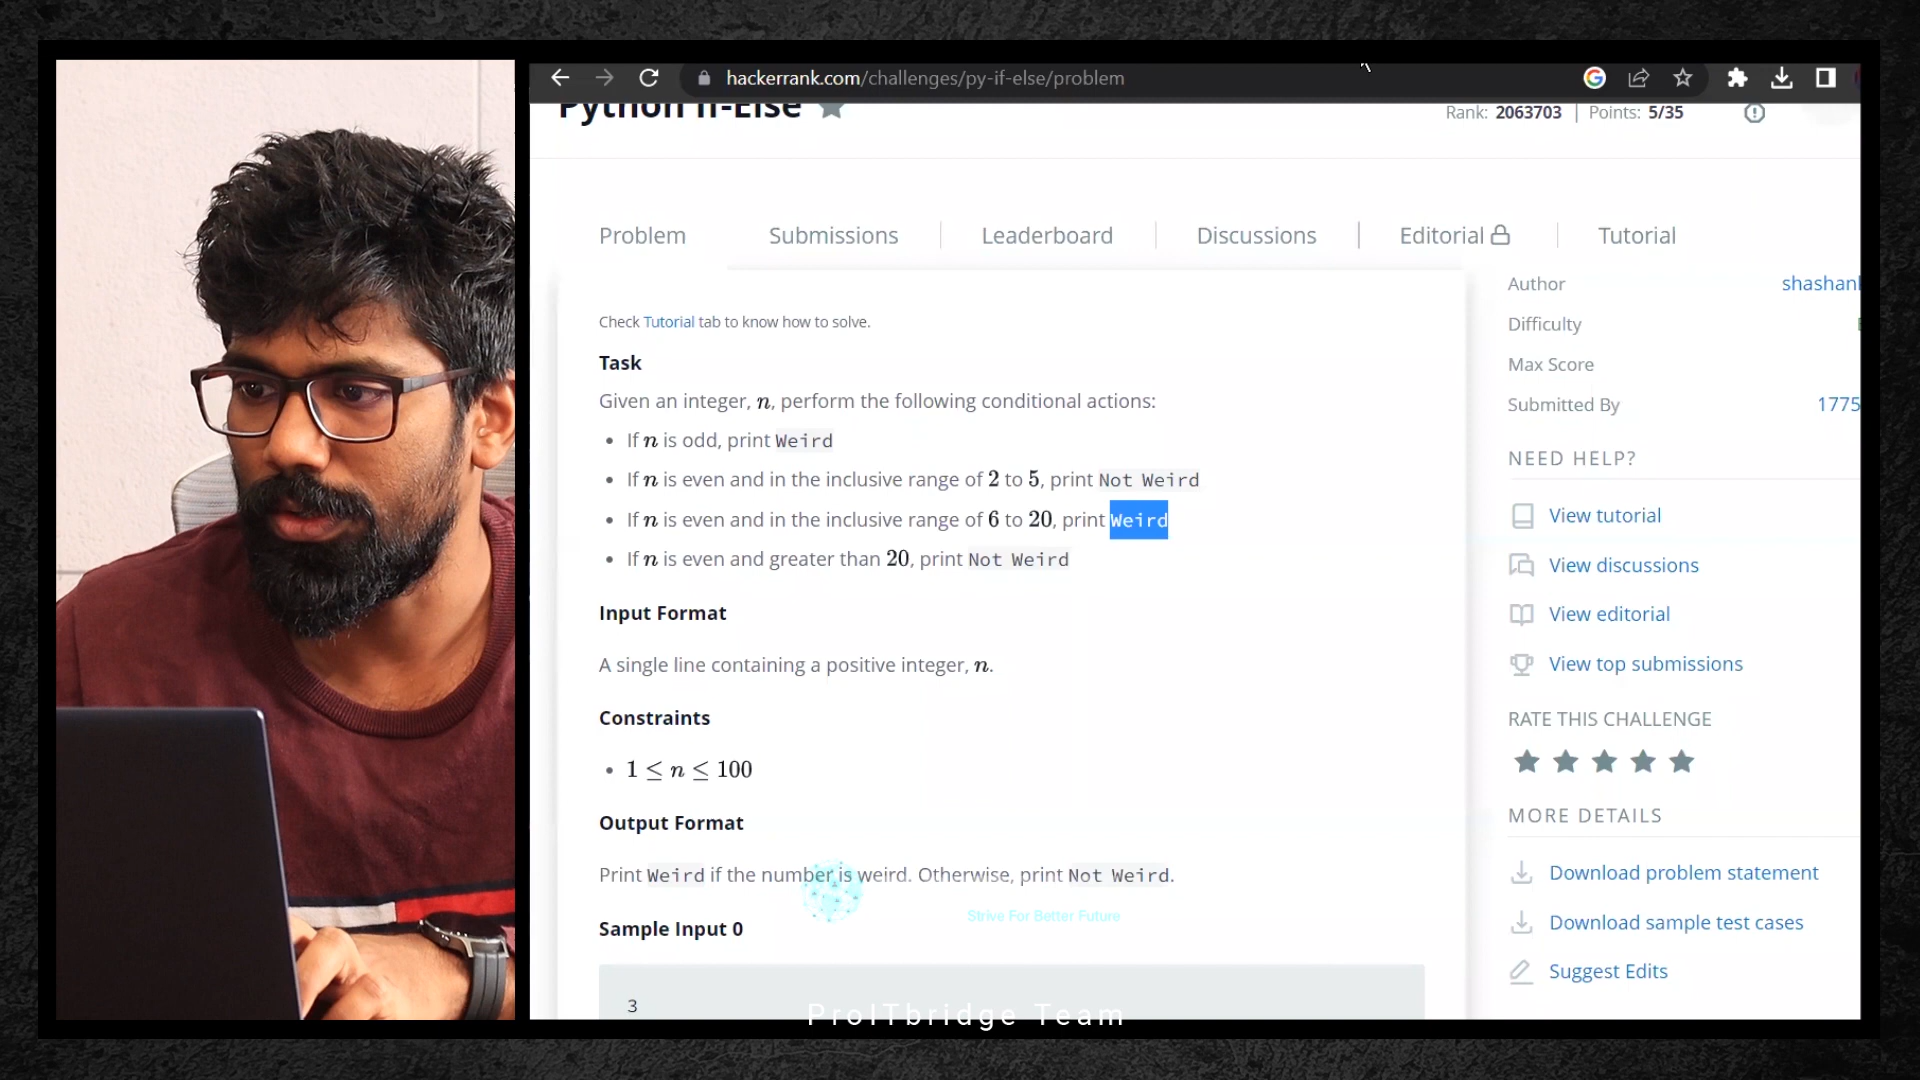 hackerrank.com/challenges/py-if-else/problem
Python If-Else
Rank: 2063703 | Points: 5/35
Problem
Submissions
Leaderboard
Discussions
Editorial
Tutorial
Check Tutorial tab to know how to solve.
Task
Given an integer, n, perform the following conditional actions:
• If n is odd, print Weird
• If n is even and in the inclusive range of 2 to 5, print Not Weird
• If n is even and in the inclusive range of 6 to 20, print Weird
• If n is even and greater than 20, print Not Weird
Input Format
A single line containing a positive integer, n.
Constraints
• 1 ≤ n ≤ 100
Output Format
Print Weird if the number is weird. Otherwise, print Not Weird.
Strive For Better Future
Sample Input 0
3
ProITbridge Team
Author
Difficulty
Max Score
Submitted By 1775
NEED HELP?
View tutorial
View discussions
View editorial
View top submissions
RATE THIS CHALLENGE
MORE DETAILS
Download problem statement
Download sample test cases
Suggest Edits